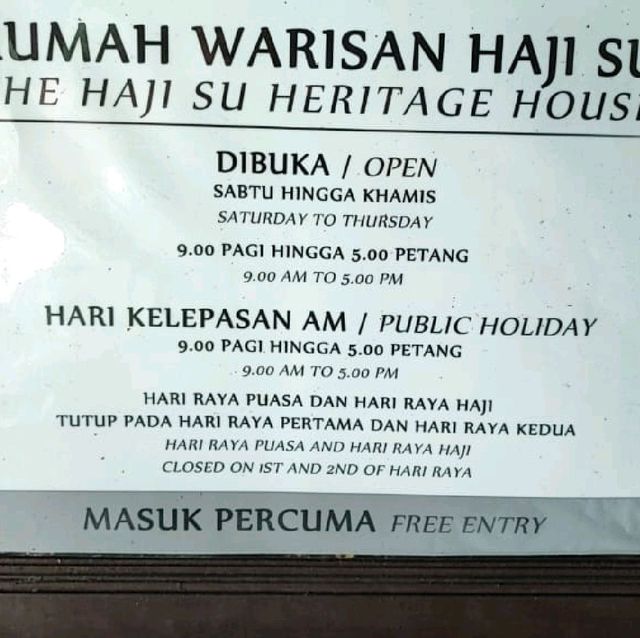 RUMAH WARISAN HAJI SU
THE HAJI SU HERITAGE HOUSE
DIBUKA / OPEN
SABTU HINGGA KHAMIS
SATURDAY TO THURSDAY
9.00 PAGI HINGGA 5.00 PETANG
9.00 AM TO 5.00 PM
HARI KELEPASAN AM / PUBLIC HOLIDAY
9.00 PAGI HINGGA 5.00 PETANG
9.00 AM TO 5.00 PM
HARI RAYA PUASA DAN HARI RAYA HAJI
TUTUP PADA HARI RAYA PERTAMA DAN HARI RAYA KEDUA
HARI RAYA PUASA AND HARI RAYA HAJI
CLOSED ON 1ST AND 2ND OF HARI RAYA
MASUK PERCUMA FREE ENTRY